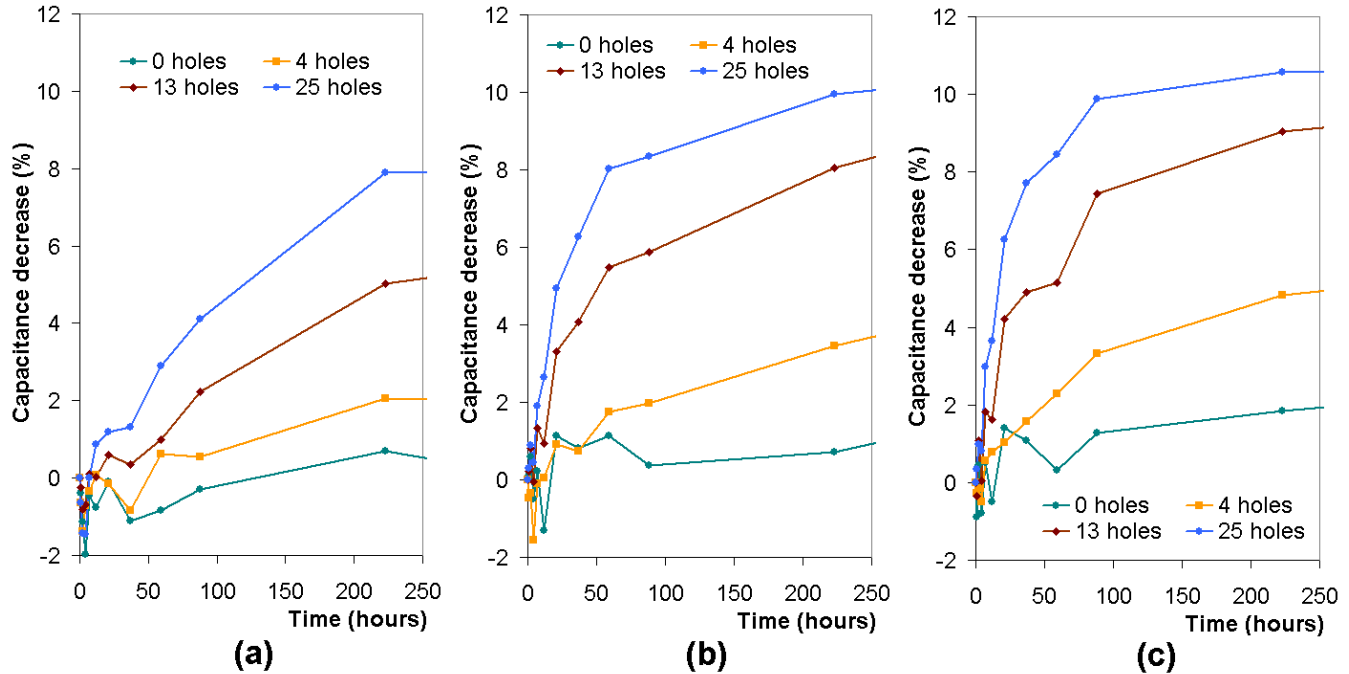 Capacitance decrease (%)
12
10
8
6
4
2
0
-2
0 holes
4 holes
13 holes
25 holes
0 50 100 150 200 250
Time (hours)
(a)
Capacitance decrease (%)
12
10
8
6
4
2
0
-2
0 holes
4 holes
13 holes
25 holes
0 50 100 150 200 250
Time (hours)
(b)
Capacitance decrease (%)
12
10
8
6
4
2
0
-2
0 holes
4 holes
13 holes
25 holes
0 50 100 150 200 250
Time (hours)
(c)